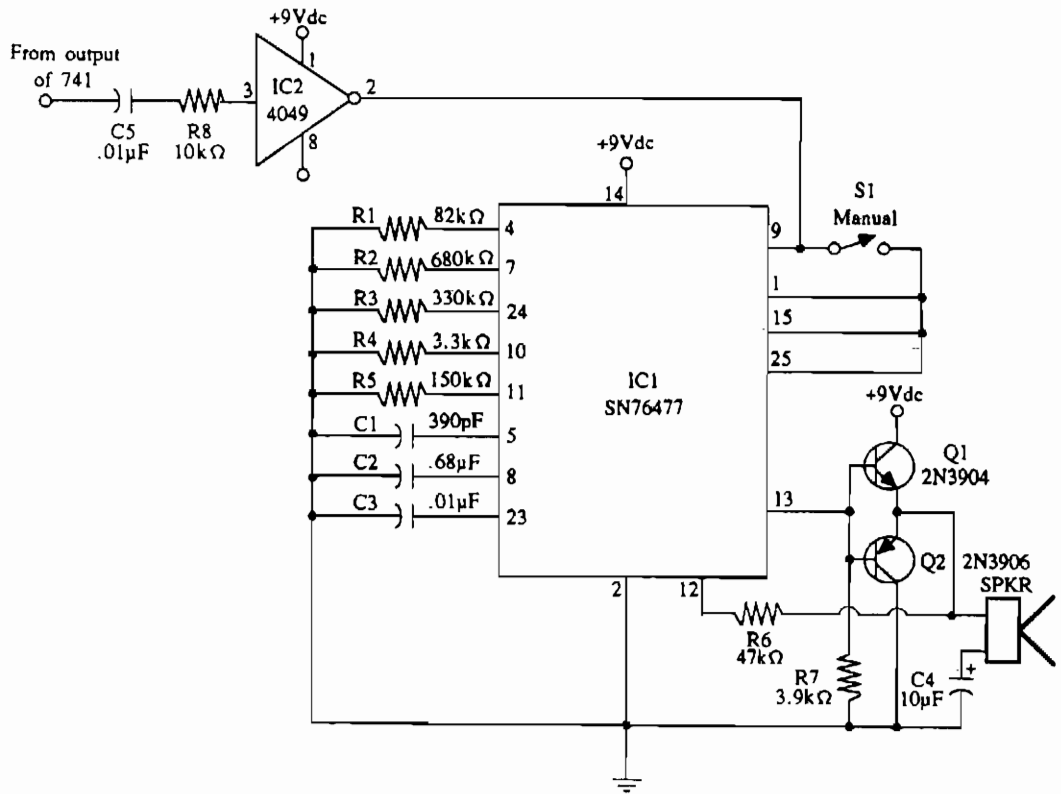 +9Vdc
From output
of 741
1
3
IC2
4049
2
8
C5
.01µF
R8
10kΩ
+9Vdc
14
S1
Manual
R1 82kΩ 4
R2 680kΩ 7
R3 330kΩ 24
R4 3.3kΩ 10
R5 150kΩ 11
C1 390pF 5
C2 .68µF 8
C3 .01µF 23
IC1
SN76477
9
1
15
25
+9Vdc
Q1
2N3904
13
Q2
2N3906
SPKR
2
12
R6
47kΩ
R7
3.9kΩ
C4
10µF
+